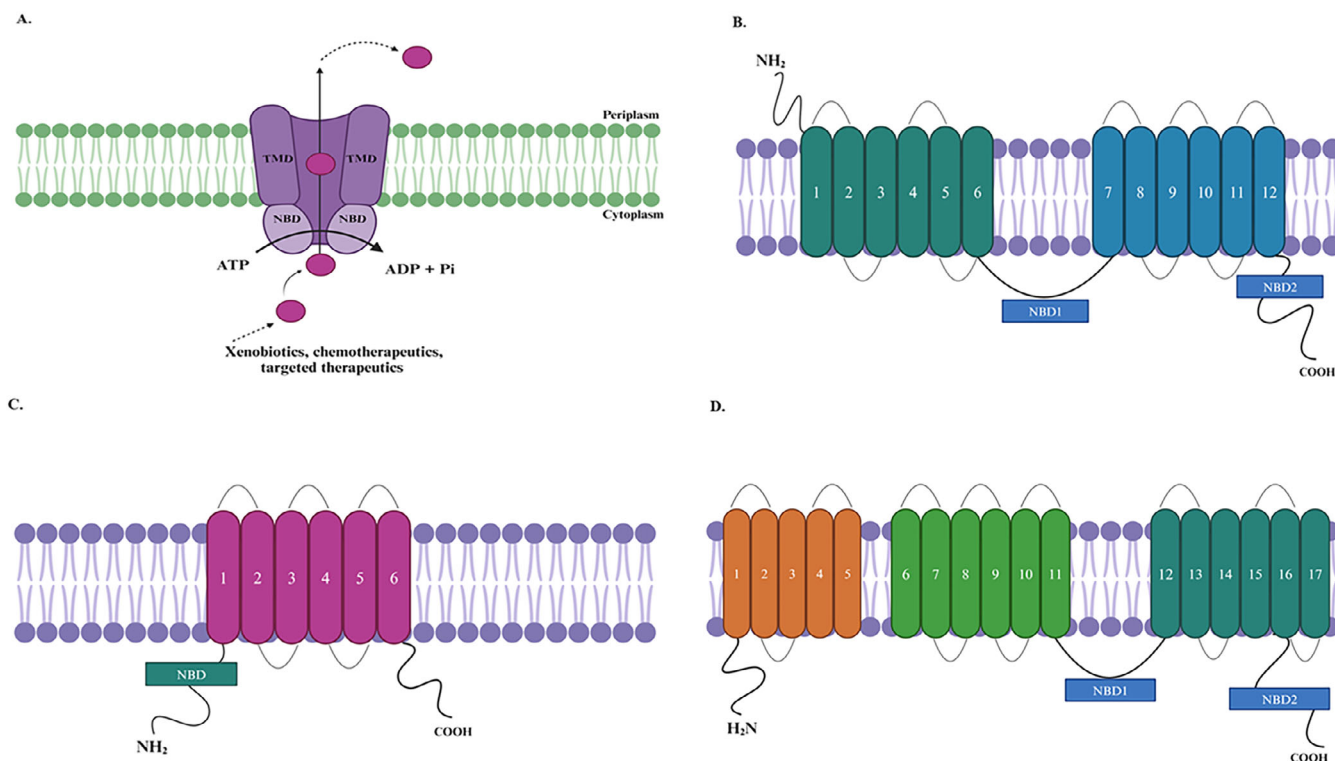 A.
Periplasm
TMD
TMD
NBD
NBD
Cytoplasm
ATP
ADP + Pi
Xenobiotics, chemotherapeutics,
targeted therapeutics
B.
NH₂
1
2
3
4
5
6
7
8
9
10
11
12
NBD1
NBD2
COOH
C.
1
2
3
4
5
6
NBD
NH₂
COOH
D.
1
2
3
4
5
6
7
8
9
10
11
12
13
14
15
16
17
NBD1
NBD2
H₂N
COOH